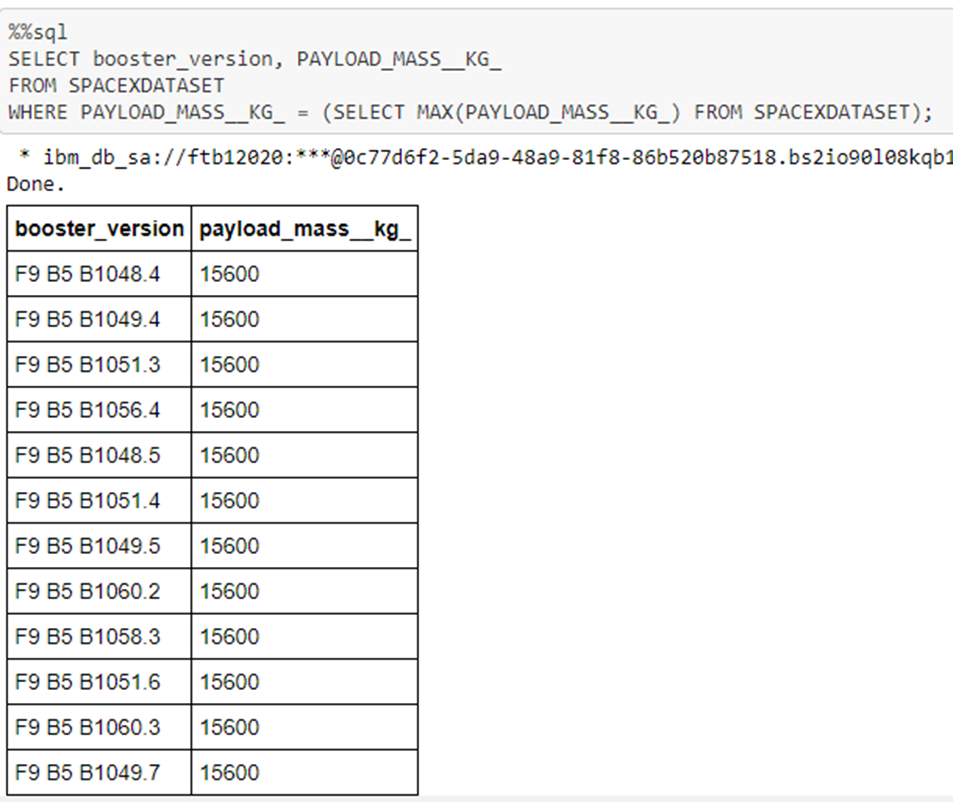 %%sql
SELECT booster_version, PAYLOAD_MASS__KG_
FROM SPACEXDATASET
WHERE PAYLOAD_MASS__KG_ = (SELECT MAX(PAYLOAD_MASS__KG_) FROM SPACEXDATASET);
* ibm_db_sa://ftb12020:***@0c77d6f2-5da9-48a9-81f8-86b520b87518.bs2io90l08kqb1
Done.
booster_version payload_mass__kg_
F9 B5 B1048.4 15600
F9 B5 B1049.4 15600
F9 B5 B1051.3 15600
F9 B5 B1056.4 15600
F9 B5 B1048.5 15600
F9 B5 B1051.4 15600
F9 B5 B1049.5 15600
F9 B5 B1060.2 15600
F9 B5 B1058.3 15600
F9 B5 B1051.6 15600
F9 B5 B1060.3 15600
F9 B5 B1049.7 15600